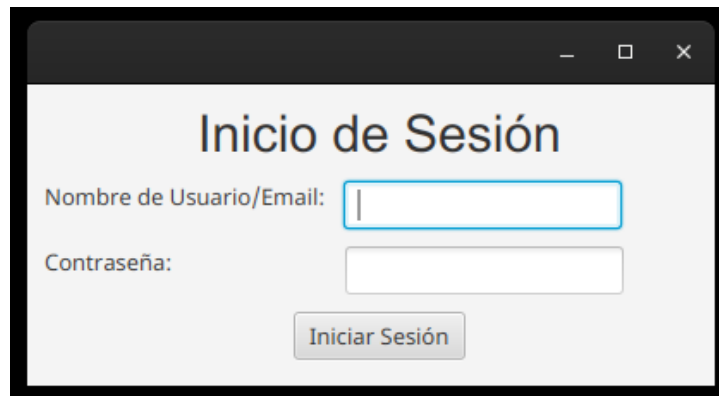 Inicio de Sesión
Nombre de Usuario/Email:
Contraseña:
Iniciar Sesión